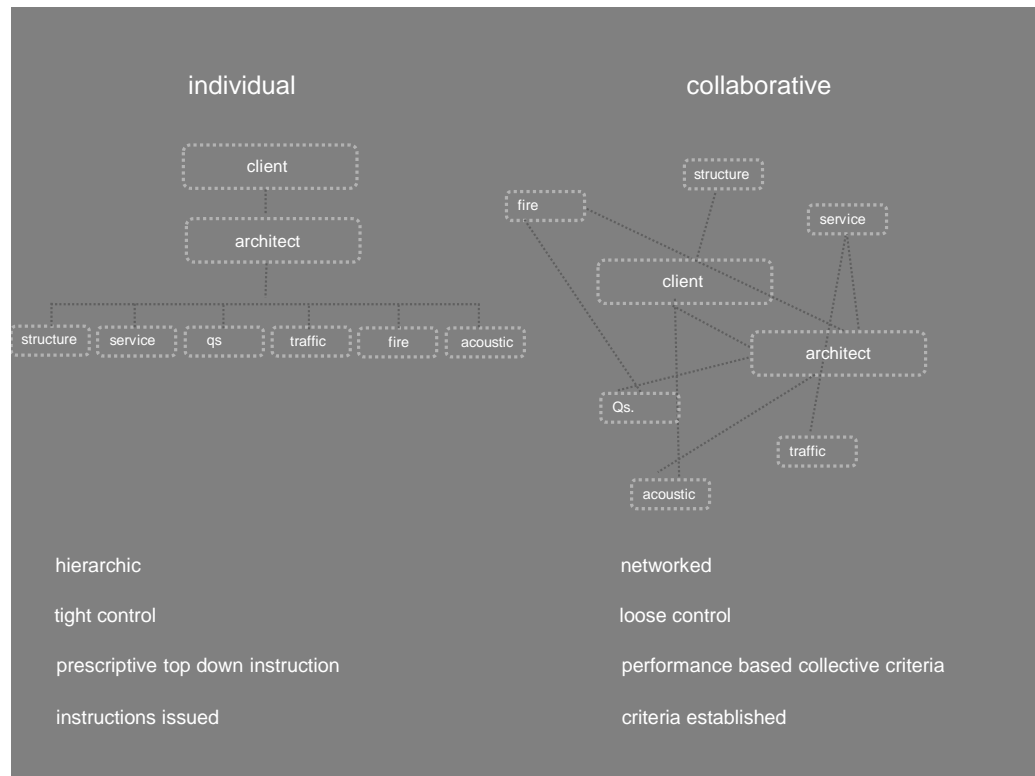 individual
client
architect
structure
service
qs
traffic
fire
acoustic
collaborative
structure
fire
service
client
architect
Qs.
traffic
acoustic
hierarchic
tight control
prescriptive top down instruction
instructions issued
networked
loose control
performance based collective criteria
criteria established